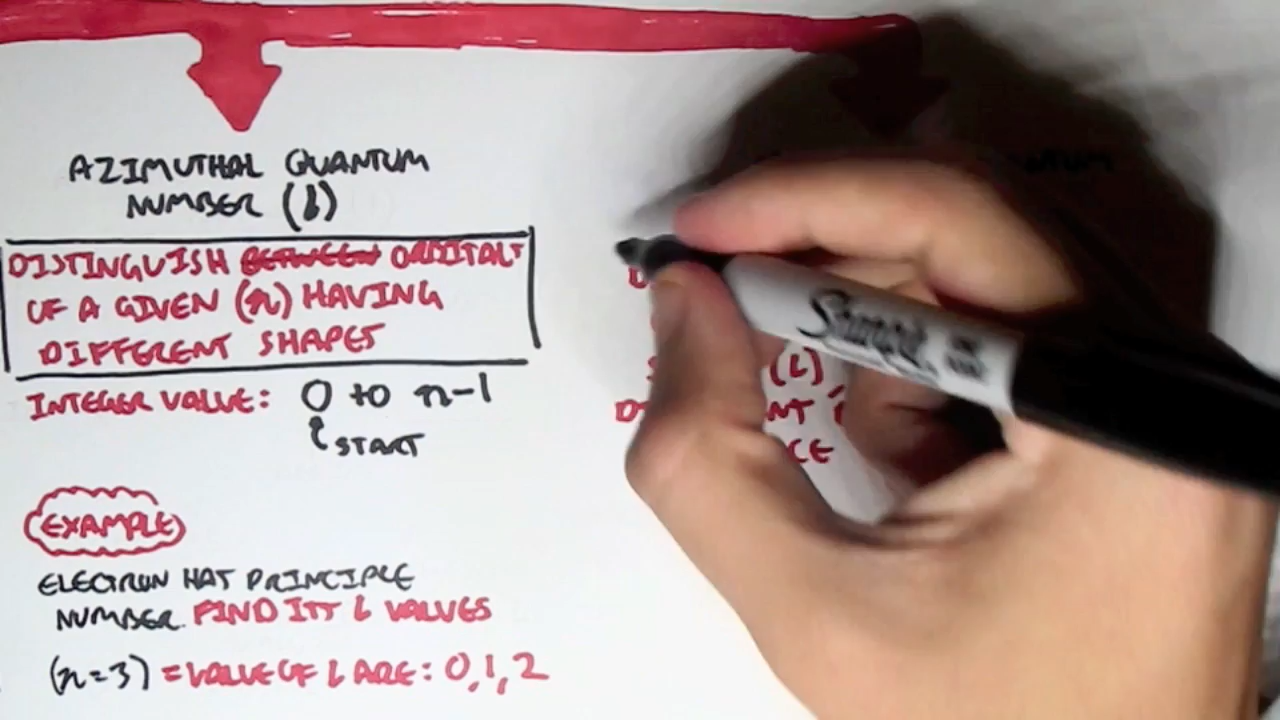 AZIMUTHAL QUANTUM
NUMBER (l)
DISTINGUISH BETWEEN ORBITALS
OF A GIVEN (n) HAVING
DIFFERENT SHAPES
INTEGER VALUE: 0 to n-1
START
EXAMPLE
ELECTRON HAS PRINCIPLE
NUMBER FIND ITS L VALUES
(n=3) = VALUE OF L ARE: 0,1,2
Sharpie
(L)